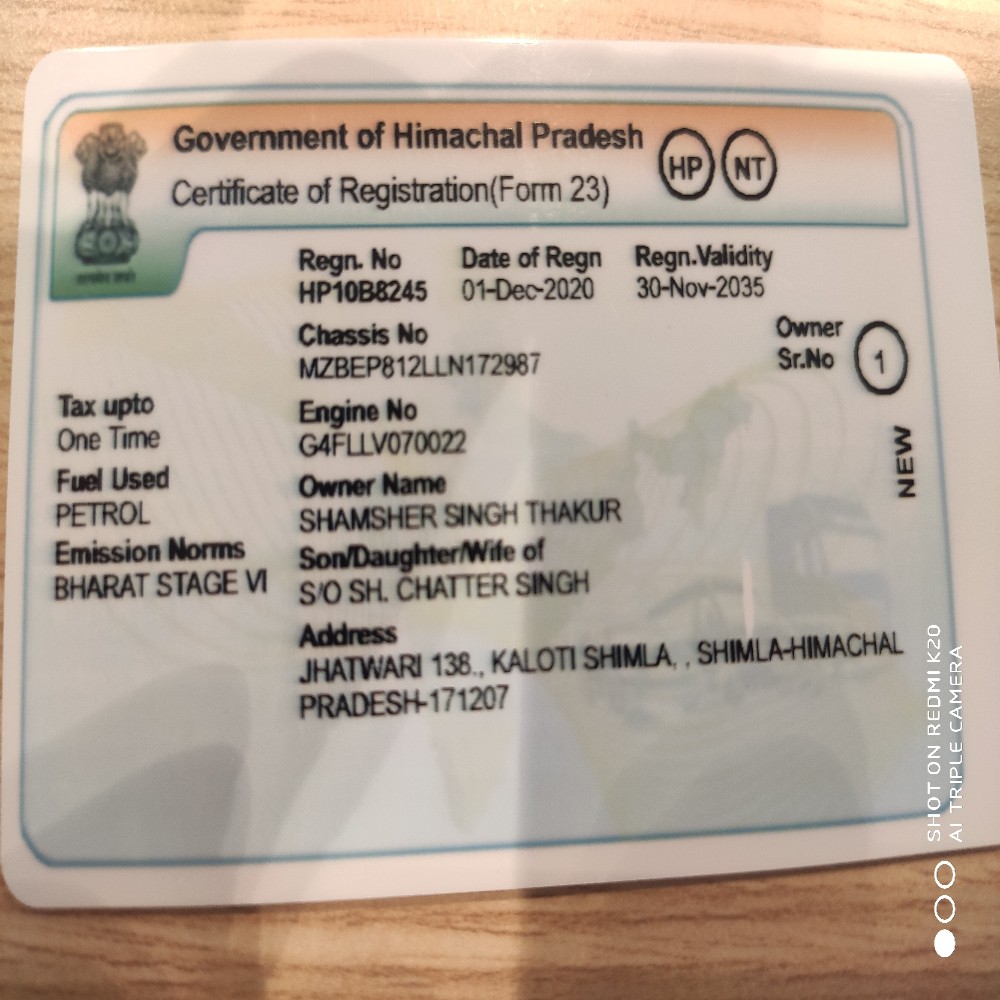 Government of Himachal Pradesh
Certificate of Registration(Form 23)
HP NT
Regn. No Date of Regn Regn.Validity
HP10B8245 01-Dec-2020 30-Nov-2035
Chassis No
MZBEP812LLN172987
Owner
Sr.No 1
Tax upto
One Time
Engine No
G4FLLV070022
NEW
Fuel Used
PETROL
Owner Name
SHAMSHER SINGH THAKUR
Emission Norms
BHARAT STAGE VI
Son/Daughter/Wife of
S/O SH. CHATTER SINGH
Address
JHATWARI 138., KALOTI SHIMLA, , SHIMLA-HIMACHAL
PRADESH-171207
SHOT ON REDMI K20
AI TRIPLE CAMERA